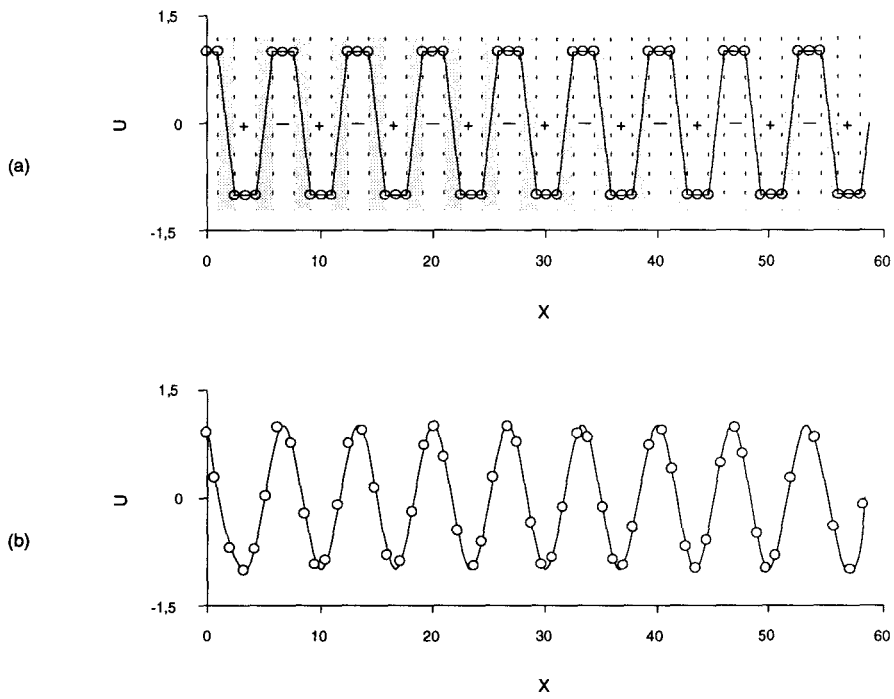 1,5
U
0
+ — + — + — + — + — + — + — + — +
(a)
-1,5
0 10 20 30 40 50 60
X
1,5
U
0
(b)
-1,5
0 10 20 30 40 50 60
X